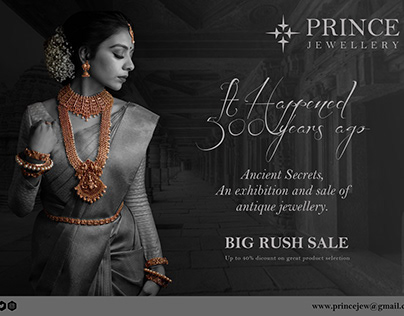 PRINCE
JEWELLERY
It Happened
500 years ago
Ancient Secrets,
An exhibition and sale of
antique jewellery.
BIG RUSH SALE
Up to 40% discount on great product selection
www.princejew@gmail.c